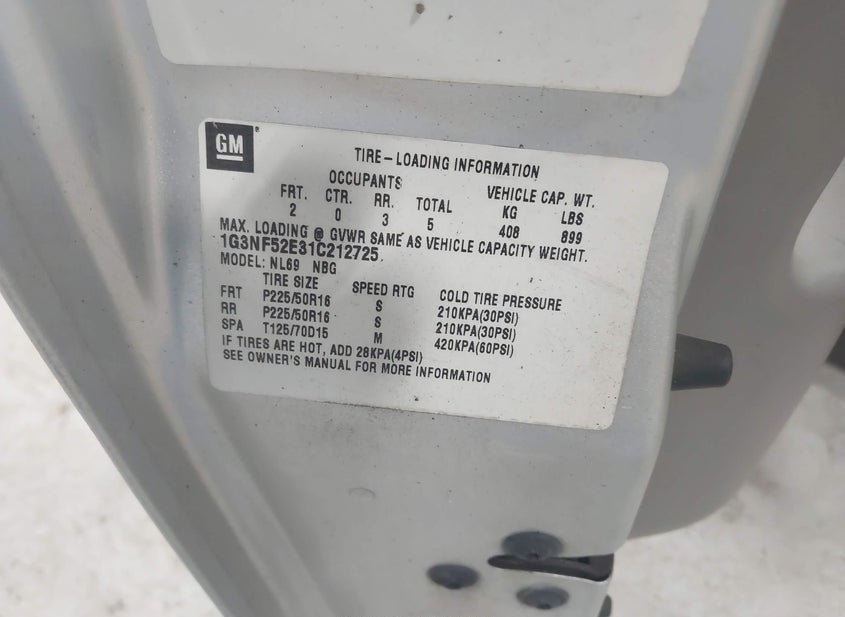 GM
TIRE-LOADING INFORMATION
OCCUPANTS VEHICLE CAP. WT.
FRT. CTR. RR. TOTAL KG LBS
2 0 3 5 408 899
MAX. LOADING @ GVWR SAME AS VEHICLE CAPACITY WEIGHT.
1G3NF52E31C212725
MODEL: NL69 NBG
TIRE SIZE SPEED RTG COLD TIRE PRESSURE
FRT P225/50R16 S 210KPA(30PSI)
RR P225/50R16 S 210KPA(30PSI)
SPA T125/70D15 M 420KPA(60PSI)
IF TIRES ARE HOT, ADD 28KPA(4PSI)
SEE OWNER'S MANUAL FOR MORE INFORMATION